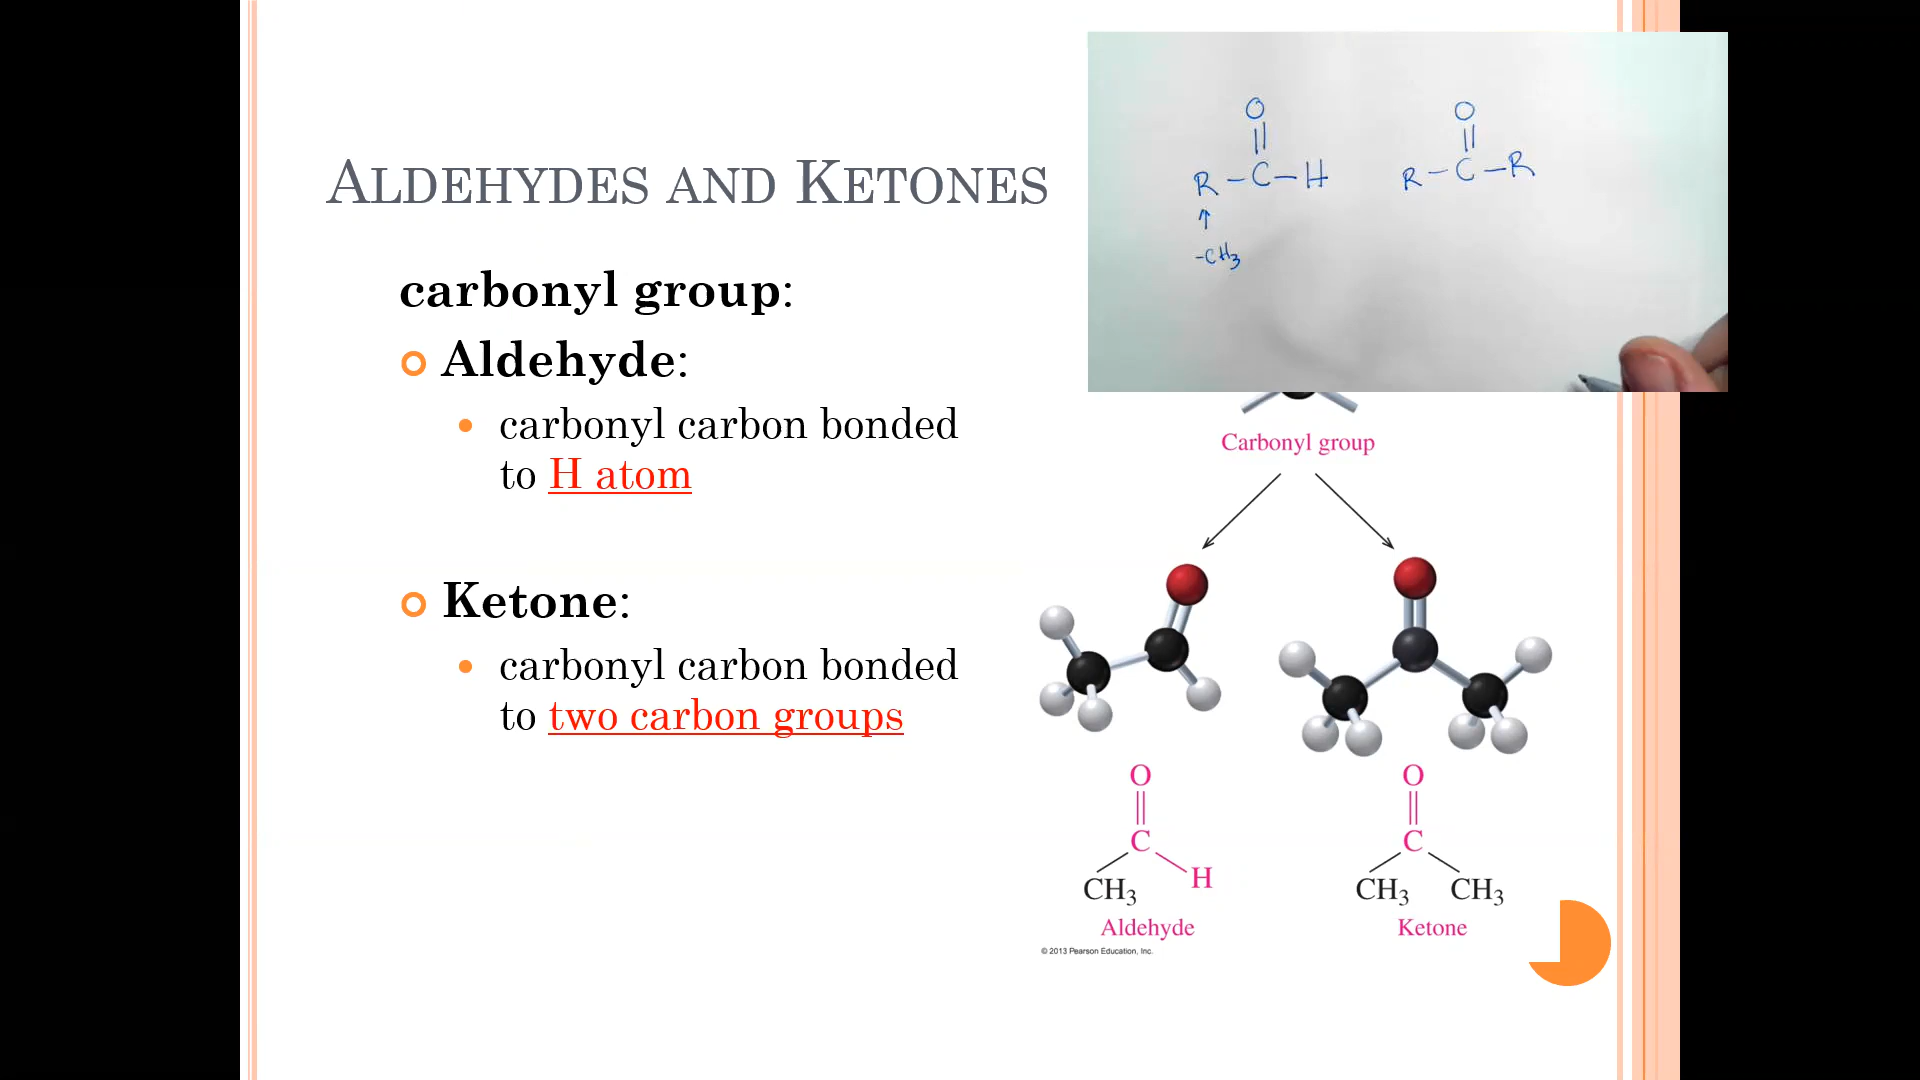 ALDEHYDES AND KETONES
carbonyl group:
Aldehyde:
carbonyl carbon bonded
to H atom
Ketone:
carbonyl carbon bonded
to two carbon groups
O
R - C - H
↑
-CH₃
O
R - C - R
Carbonyl group
O
C
CH₃ H
Aldehyde
O
C
CH₃ CH₃
Ketone
© 2013 Pearson Education, Inc.